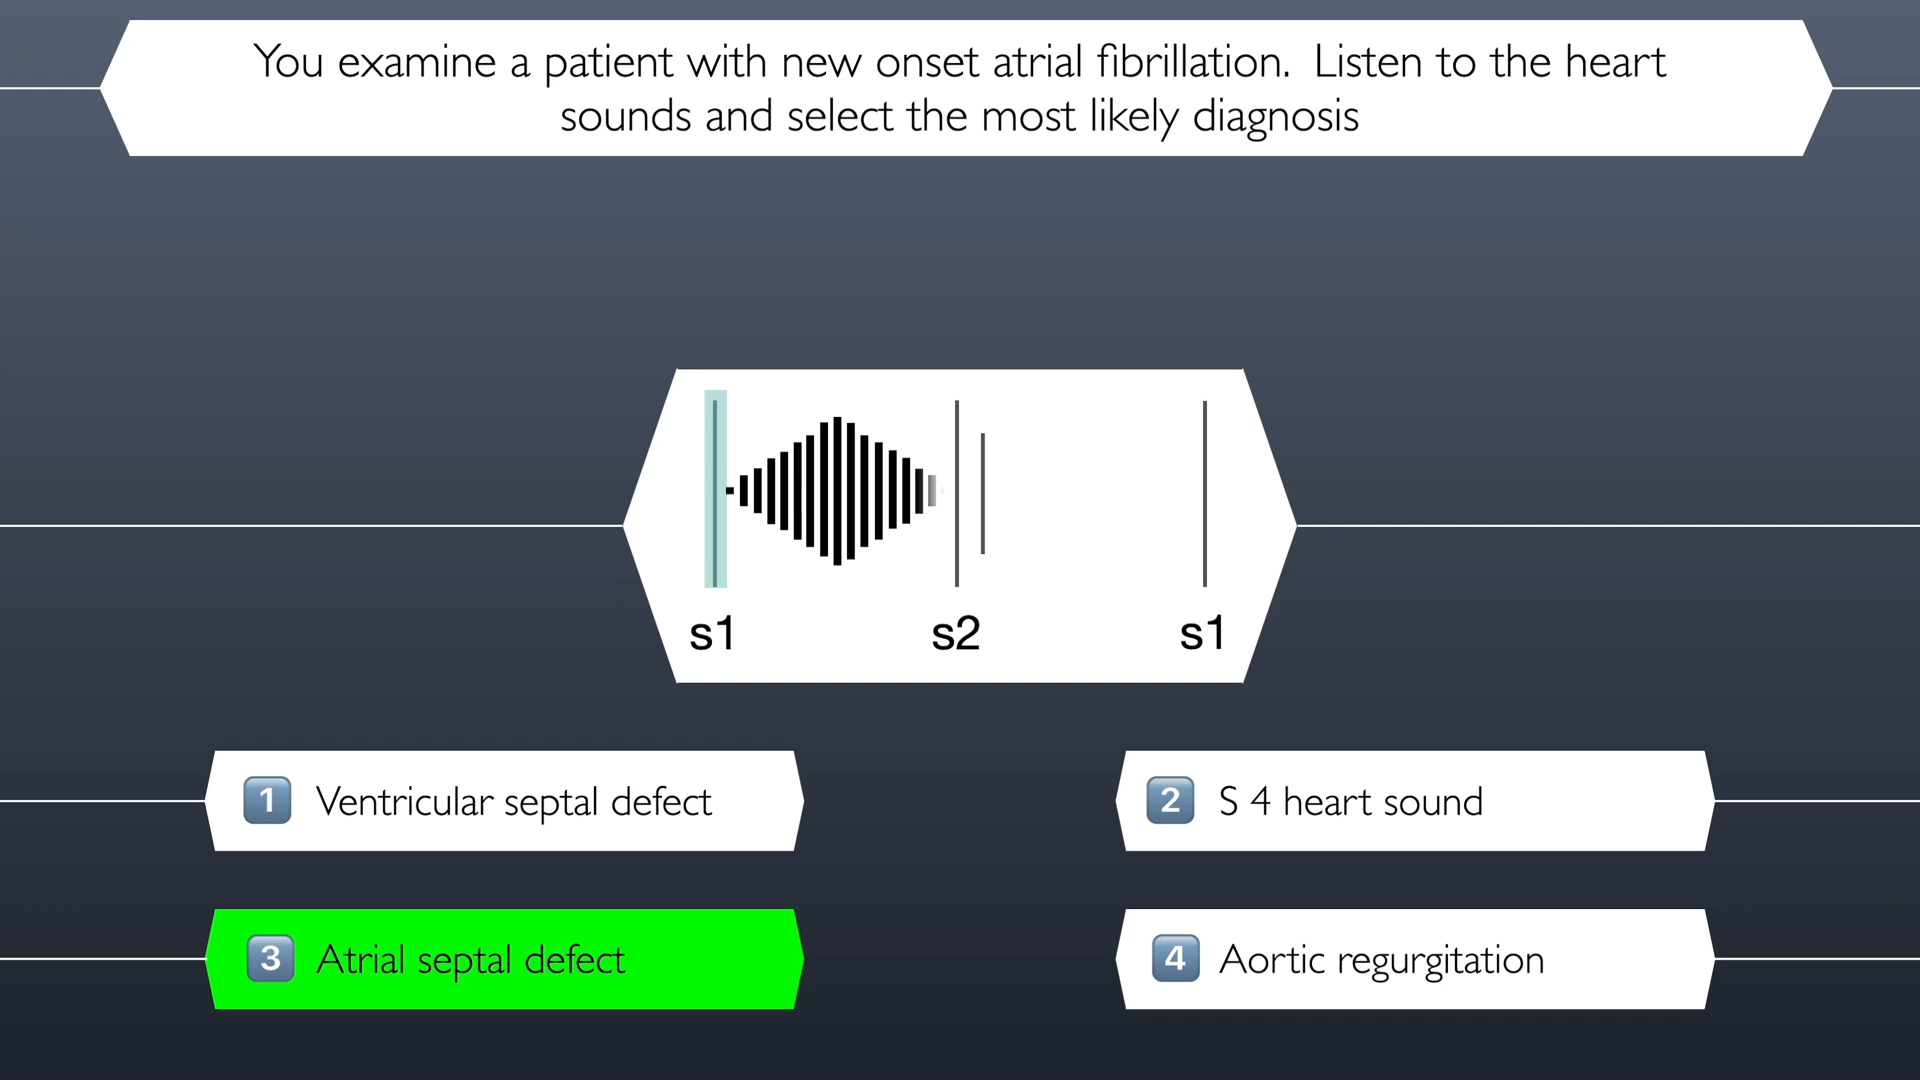 You examine a patient with new onset atrial fibrillation.  Listen to the heart
sounds and select the most likely diagnosis
s1 s2 s1
1 Ventricular septal defect
2 S 4 heart sound
3 Atrial septal defect
4 Aortic regurgitation